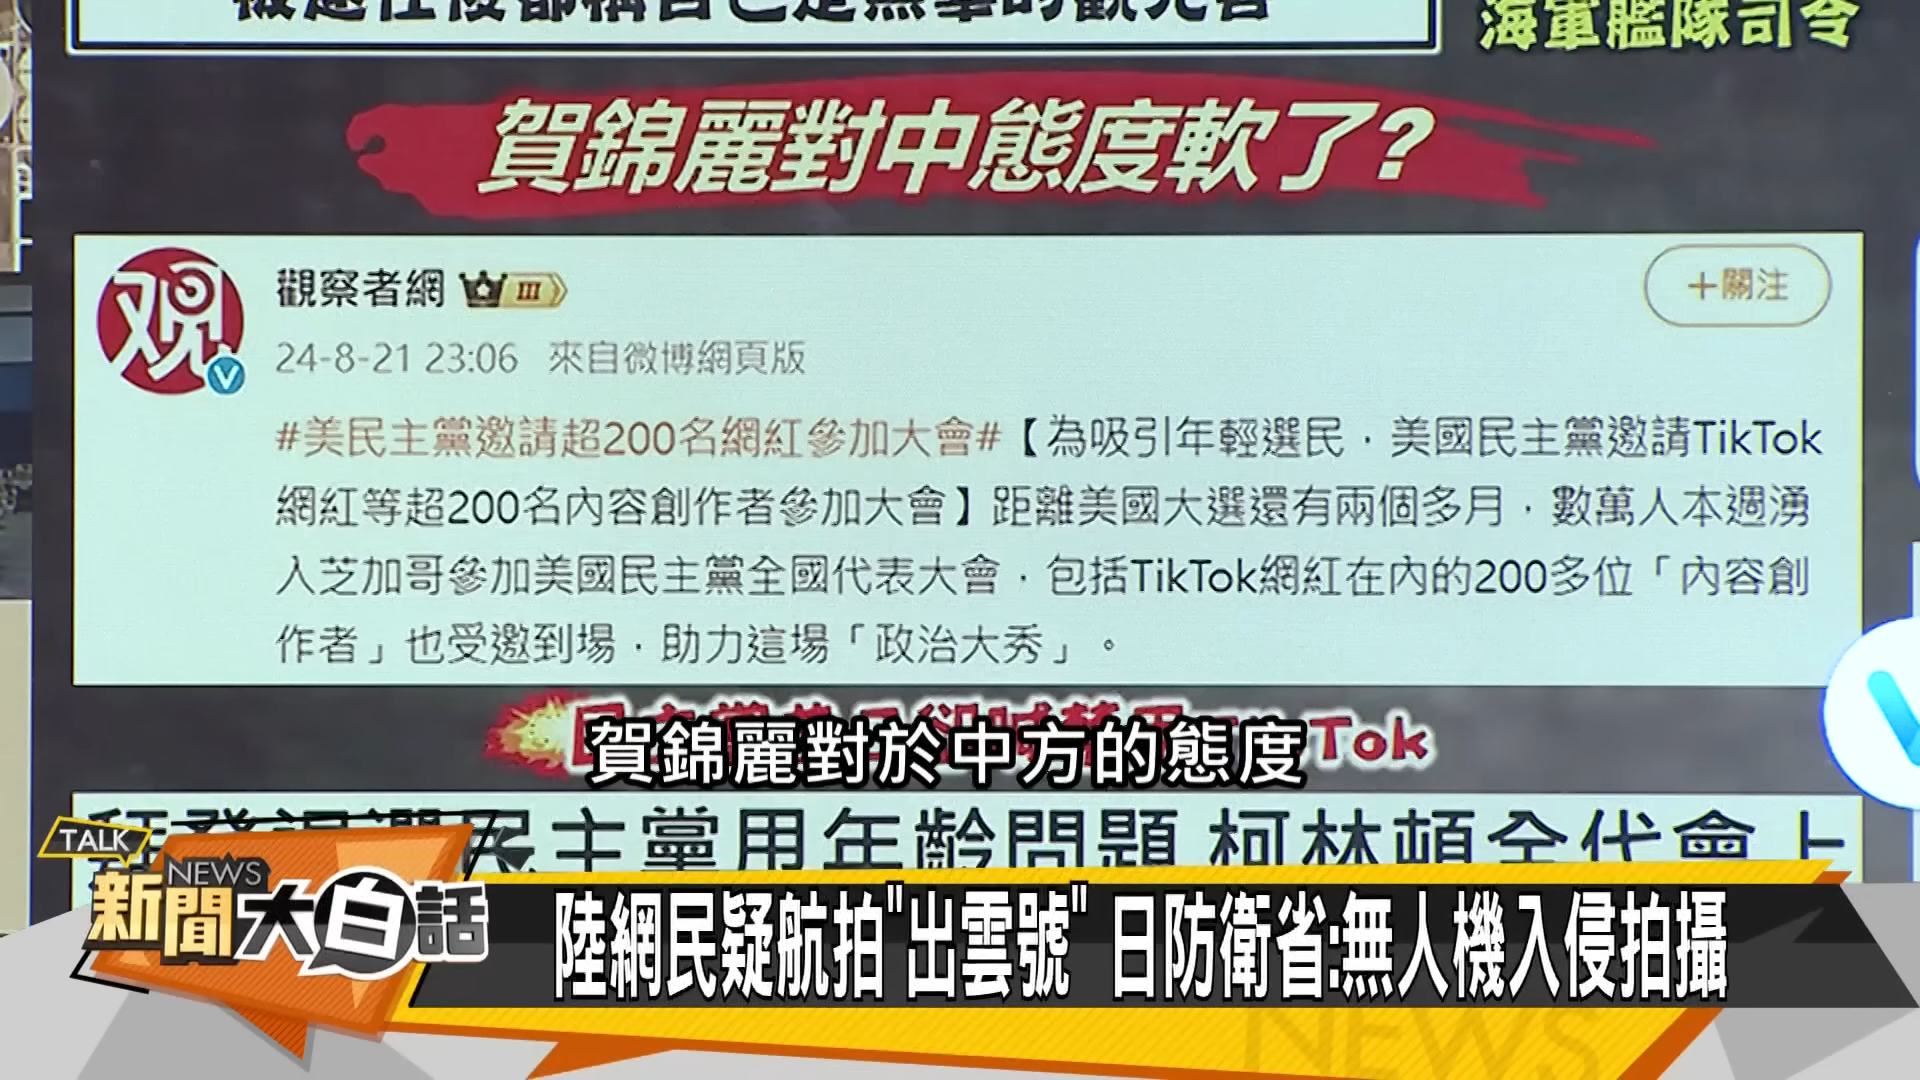 海軍艦隊司令
賀錦麗對中態度軟了?
观
觀察者網
III
+關注
24-8-21 23:06 來自微博網頁版
#美民主黨邀請超200名網紅參加大會#【為吸引年輕選民，美國民主黨邀請TikTok
網紅等超200名內容創作者參加大會】距離美國大選還有兩個多月，數萬人本週湧
入芝加哥參加美國民主黨全國代表大會，包括TikTok網紅在內的200多位「內容創
作者」也受邀到場，助力這場「政治大秀」。
Tok
賀錦麗對於中方的態度
民主黨用年齡問題 柯林頓全代會上
TALK
NEWS
新聞大白話
陸網民疑航拍"出雲號" 日防衛省:無人機入侵拍攝
NEWS